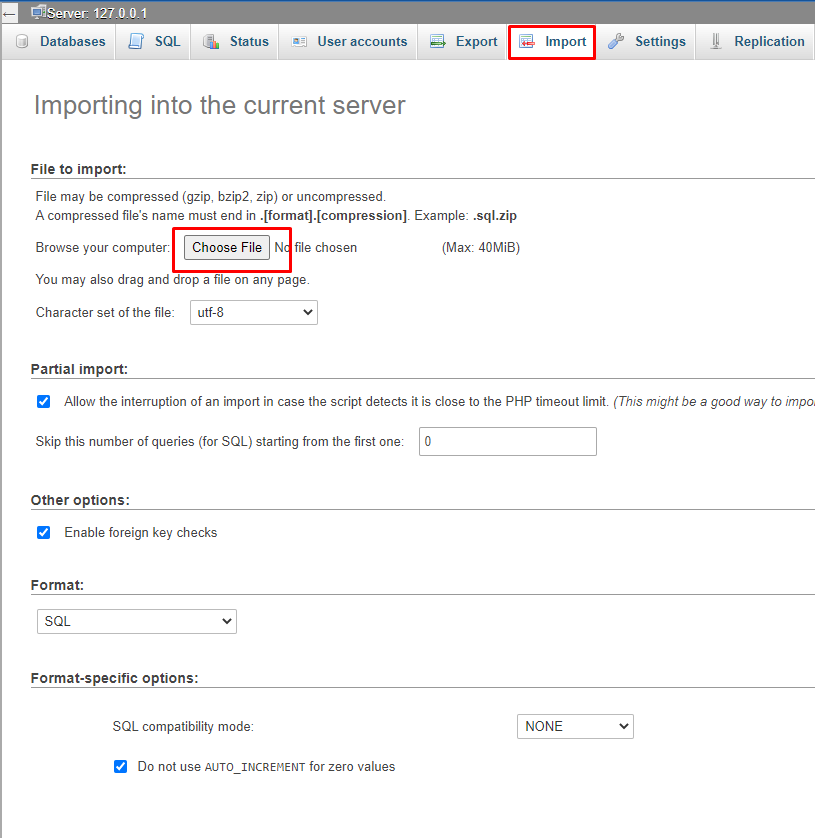 Server: 127.0.0.1
Databases SQL Status User accounts Export Import Settings Replication
Importing into the current server
File to import:
File may be compressed (gzip, bzip2, zip) or uncompressed.
A compressed file's name must end in .[format].[compression]. Example: .sql.zip
Browse your computer: Choose File No file chosen (Max: 40MiB)
You may also drag and drop a file on any page.
Character set of the file: utf-8
Partial import:
Allow the interruption of an import in case the script detects it is close to the PHP timeout limit. (This might be a good way to
Skip this number of queries (for SQL) starting from the first one: 0
Other options:
Enable foreign key checks
Format:
SQL
Format-specific options:
SQL compatibility mode: NONE
Do not use AUTO_INCREMENT for zero values